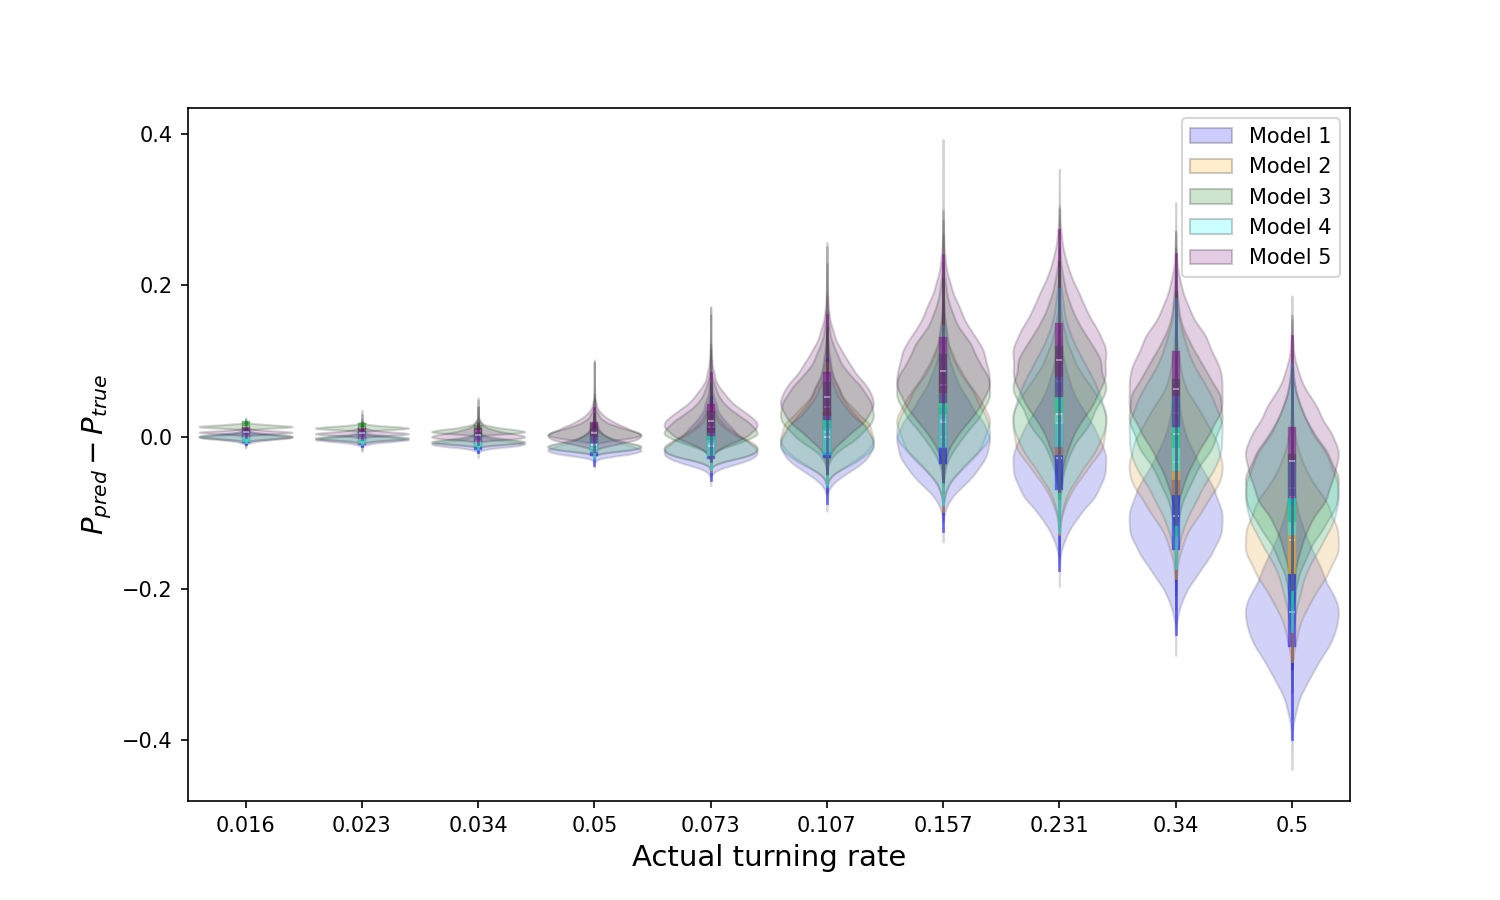 0.4
0.2
0.0
−0.2
−0.4
P_pred − P_true
Model 1
Model 2
Model 3
Model 4
Model 5
0.016 0.023 0.034 0.05 0.073 0.107 0.157 0.231 0.34 0.5
Actual turning rate